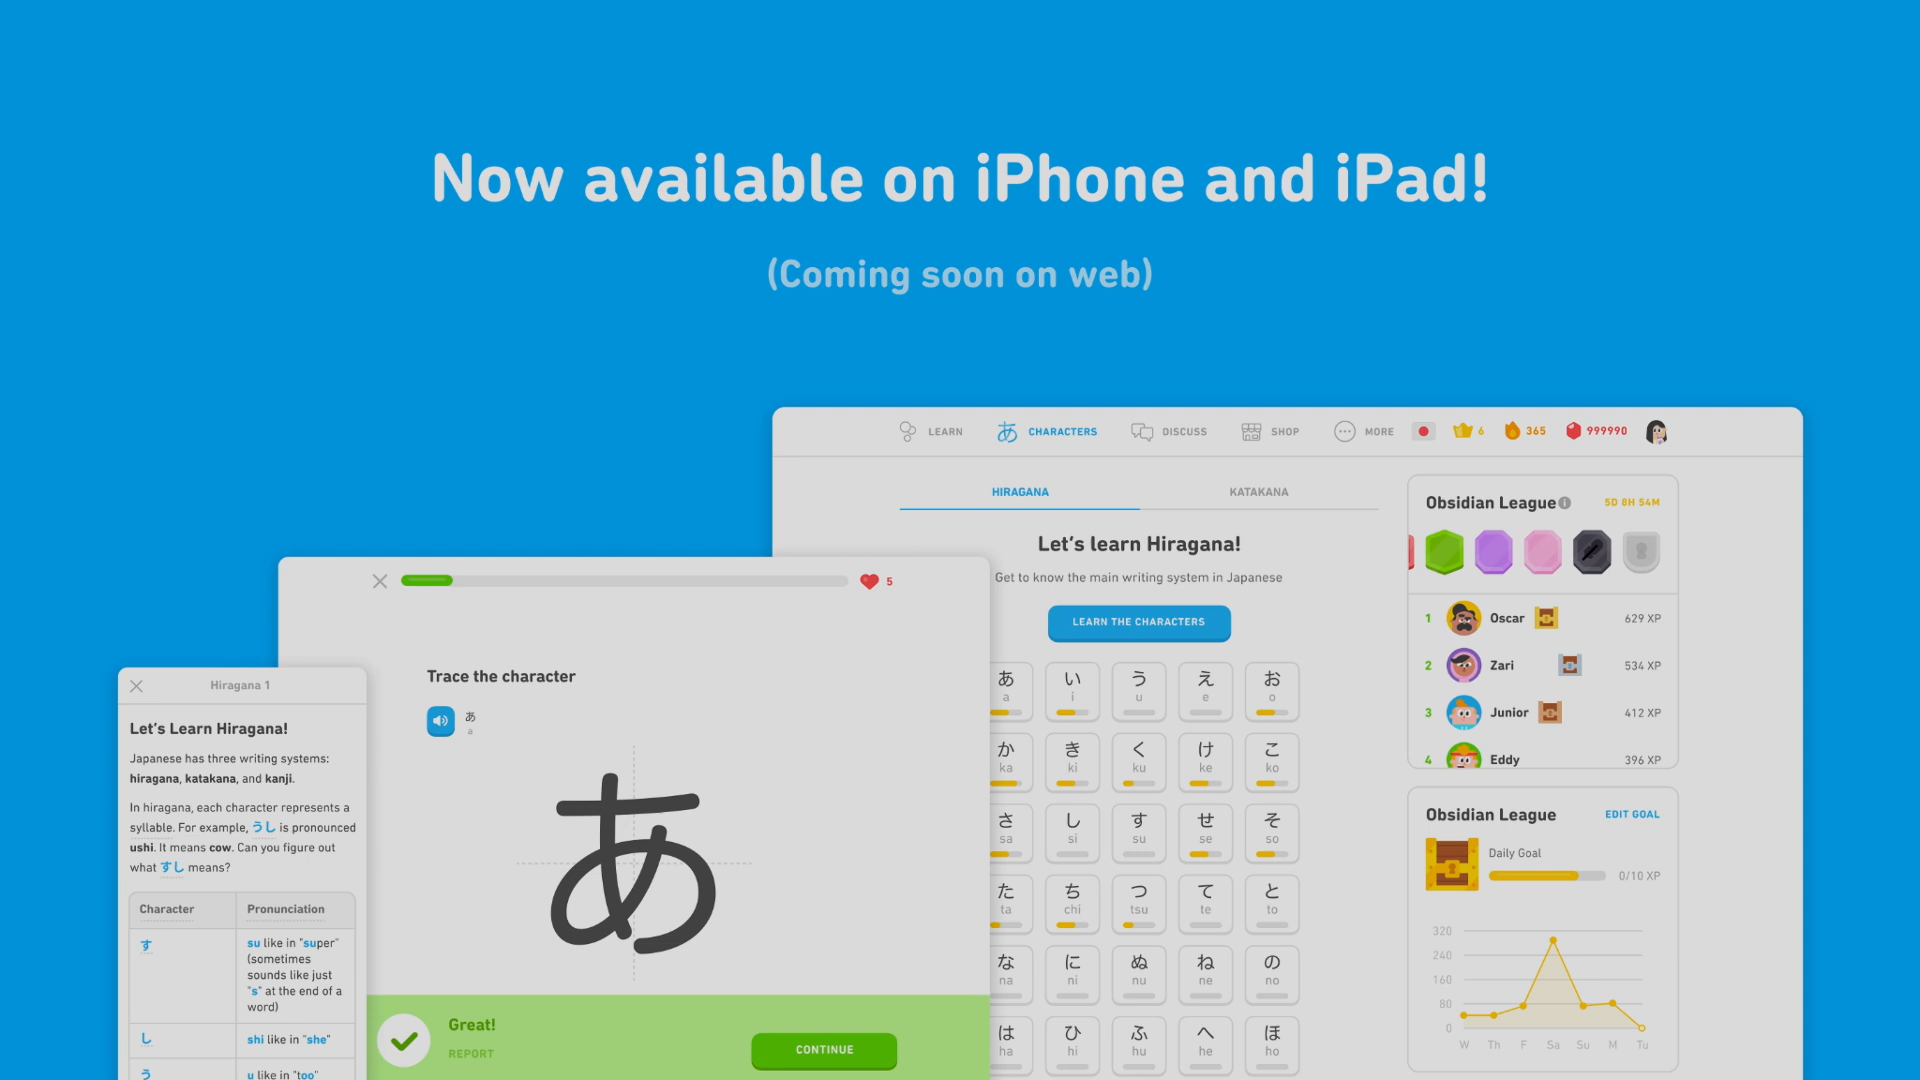 Now available on iPhone and iPad!
(Coming soon on web)
LEARN
あ CHARACTERS
DISCUSS
SHOP
MORE
6
365
999990
HIRAGANA
KATAKANA
Let's learn Hiragana!
Get to know the main writing system in Japanese
LEARN THE CHARACTERS
あ い う え お
a i u e o
か き く け こ
ka ki ku ke ko
さ し す せ そ
sa si su se so
た ち つ て と
ta chi tsu te to
な に ぬ ね の
na ni nu ne no
は ひ ふ へ ほ
ha hi hu he ho
Obsidian League
5D 8H 54M
1 Oscar 629 XP
2 Zari 534 XP
3 Junior 412 XP
4 Eddy 396 XP
Obsidian League
EDIT GOAL
Daily Goal
0/10 XP
320
240
160
80
0
W Th F Sa Su M Tu
5
Trace the character
あ
a
あ
Great!
REPORT
CONTINUE
Hiragana 1
Let's Learn Hiragana!
Japanese has three writing systems:
hiragana, katakana, and kanji.
In hiragana, each character represents a
syllable. For example, うし is pronounced
ushi. It means cow. Can you figure out
what すし means?
Character Pronunciation
す su like in "super"
(sometimes
sounds like just
"s" at the end of a
word)
し shi like in "she"
う u like in "too"